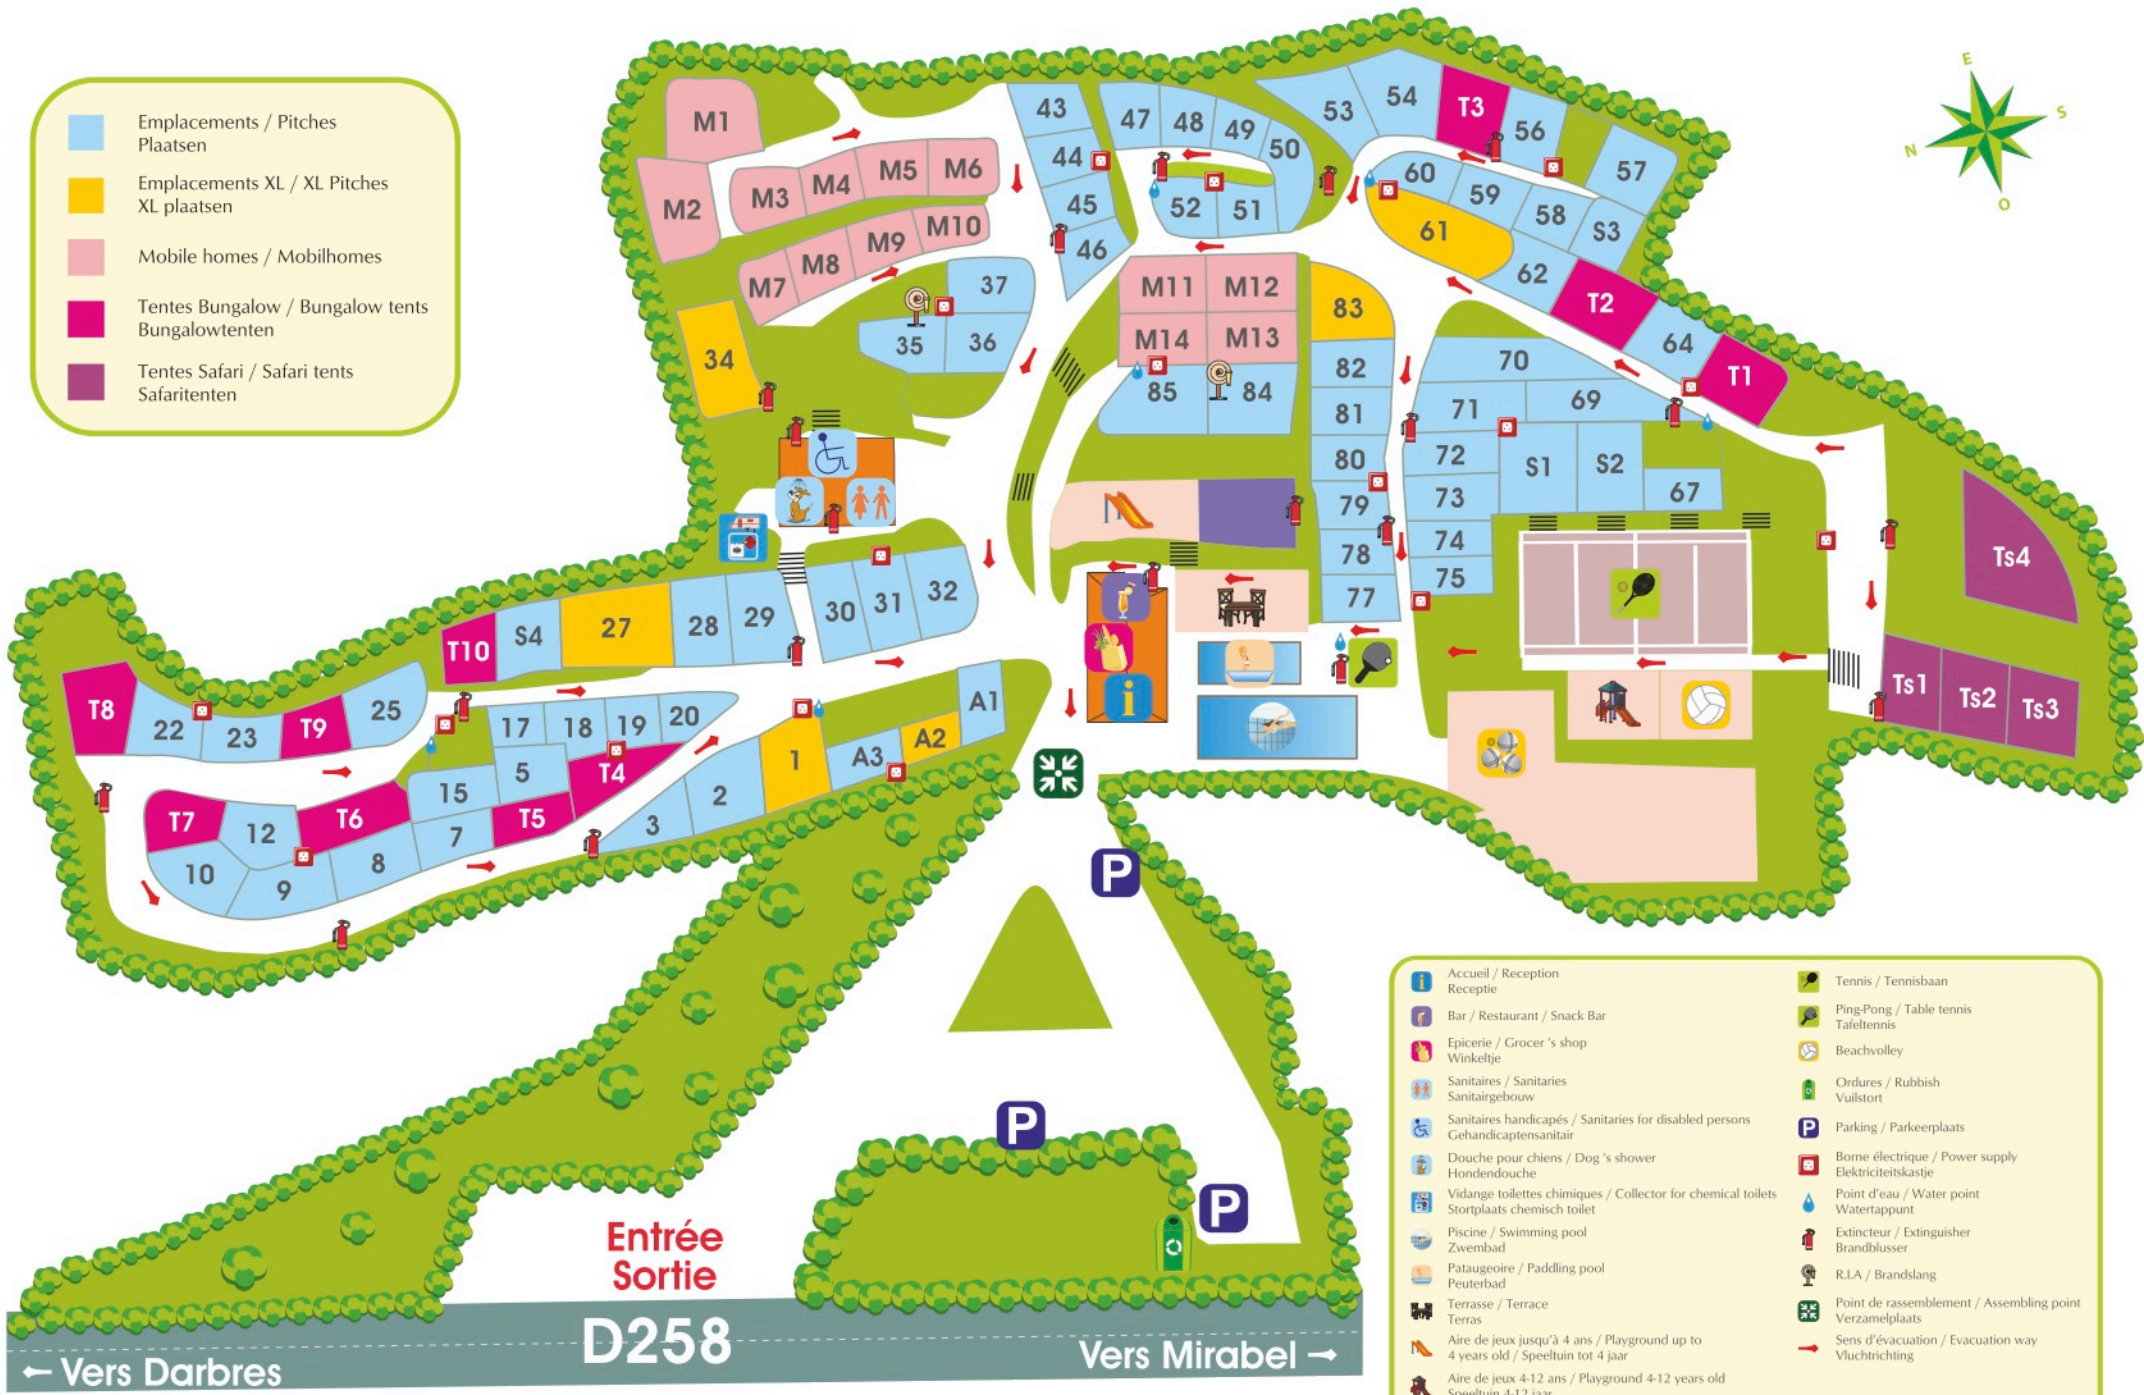 Emplacements / Pitches
Plaatsen
Emplacements XL / XL Pitches
XL plaatsen
Mobile homes / Mobilhomes
Tentes Bungalow / Bungalow tents
Bungalowtenten
Tentes Safari / Safari tents
Safaritenten
E
S
N
O
M1
M2
M3
M4
M5
M6
M7
M8
M9
M10
43
44
45
46
47
48
49
50
52
51
53
54
T3
56
57
60
59
58
S3
61
62
T2
64
T1
37
35
36
34
M11
M12
M14
M13
85
84
83
82
81
80
79
78
77
70
71
69
72
73
74
75
S1
S2
67
Ts4
Ts1
Ts2
Ts3
T10
S4
27
28
29
30
31
32
T8
22
23
T9
25
17
18
19
20
5
T4
15
T5
T6
7
T7
12
10
9
8
3
2
1
A3
A2
A1
i
P
P
P
Entrée
Sortie
D258
← Vers Darbres
Vers Mirabel →
i
Accueil / Reception
Receptie
Bar / Restaurant / Snack Bar
Epicerie / Grocer 's shop
Winkeltje
Sanitaires / Sanitaries
Sanitairgebouw
Sanitaires handicapés / Sanitaries for disabled persons
Gehandicaptensanitair
Douche pour chiens / Dog 's shower
Hondendouche
Vidange toilettes chimiques / Collector for chemical toilets
Stortplaats chemisch toilet
Piscine / Swimming pool
Zwembad
Pataugeoire / Paddling pool
Peuterbad
Terrasse / Terrace
Terras
Aire de jeux jusqu'à 4 ans / Playground up to
4 years old / Speeltuin tot 4 jaar
Aire de jeux 4-12 ans / Playground 4-12 years old
Speeltuin 4-12 jaar
Tennis / Tennisbaan
Ping-Pong / Table tennis
Tafeltennis
Beachvolley
Ordures / Rubbish
Vuilstort
P
Parking / Parkeerplaats
Borne électrique / Power supply
Elektriciteitskastje
Point d'eau / Water point
Watertappunt
Extincteur / Extinguisher
Brandblusser
R.I.A / Brandslang
Point de rassemblement / Assembling point
Verzamelplaats
Sens d'évacuation / Evacuation way
Vluchtrichting